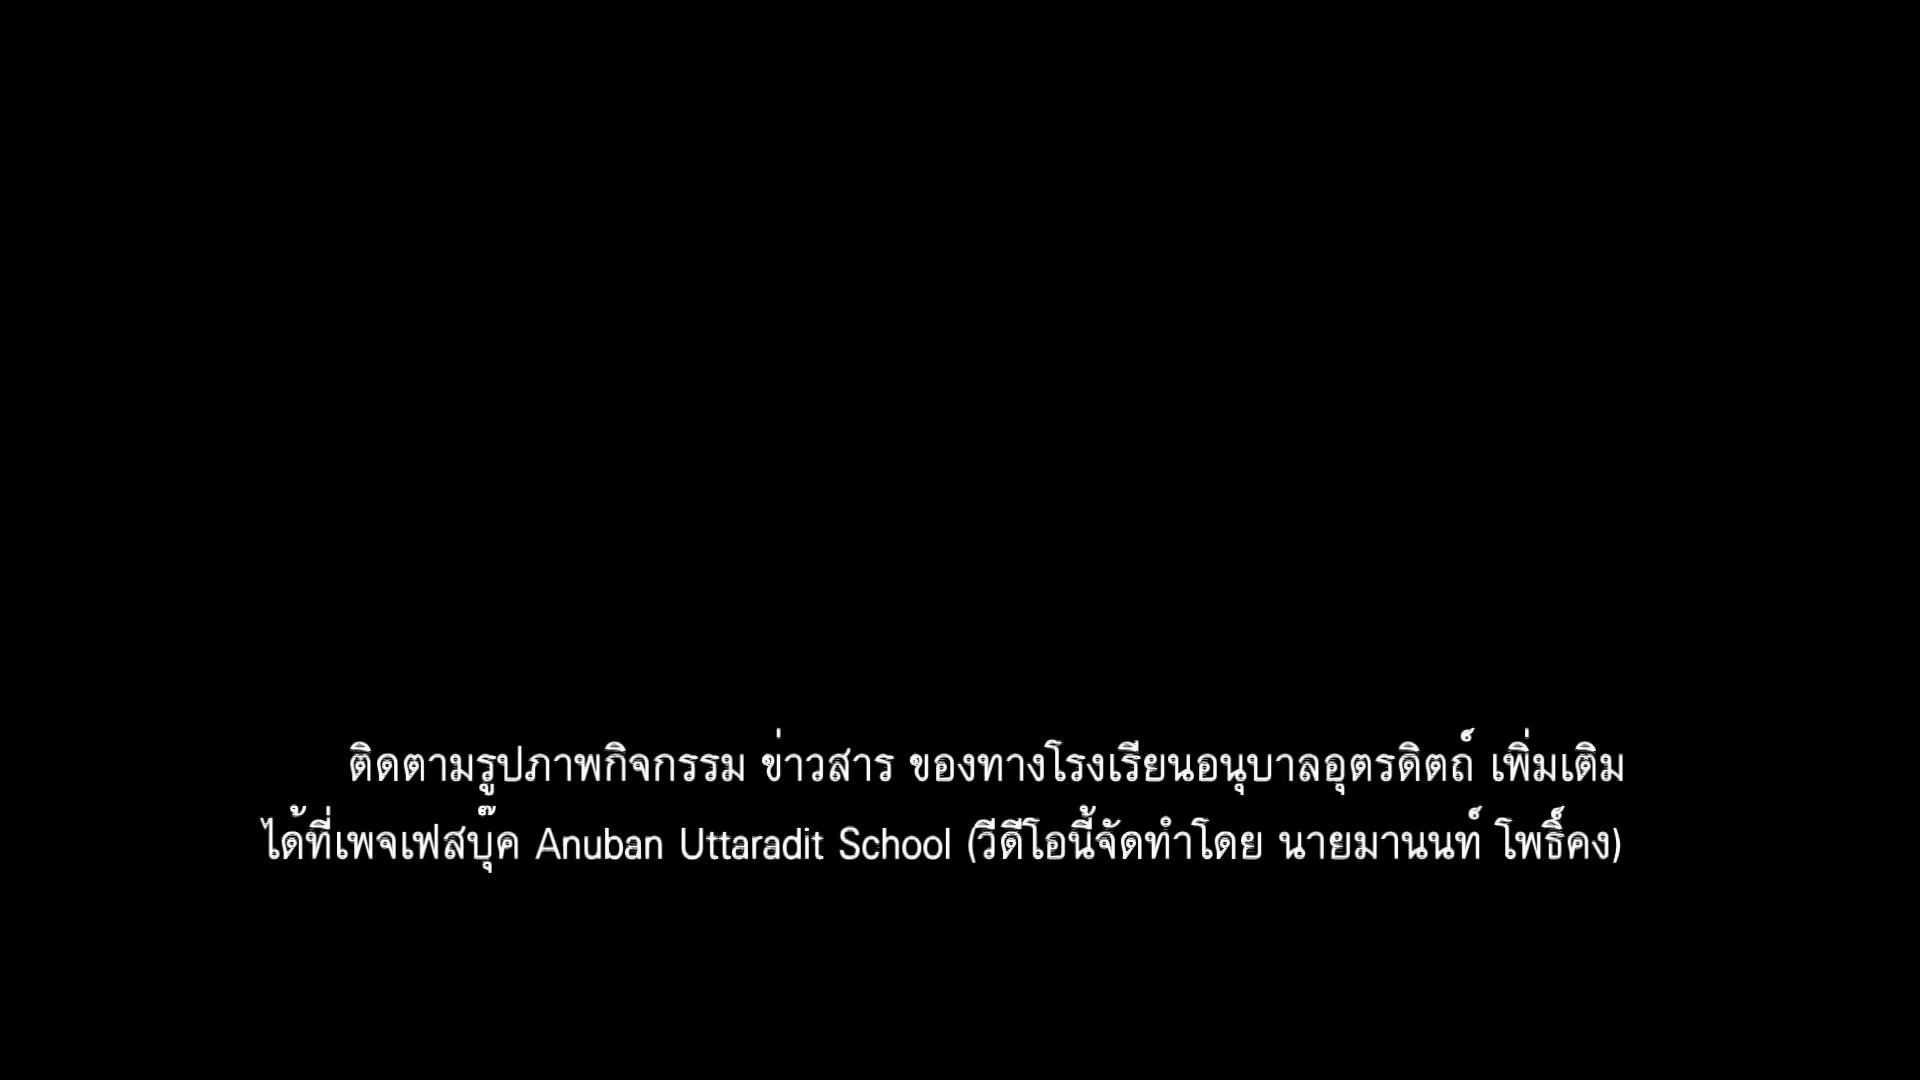 ติดตามรูปภาพกิจกรรม ข่าวสาร ของทางโรงเรียนอนุบาลอุตรดิตถ์ เพิ่มเติม
ได้ที่เพจเฟสบุ๊ค Anuban Uttaradit School (วีดีโอนี้จัดทำโดย นายมานนท์ โพธิ์คง)